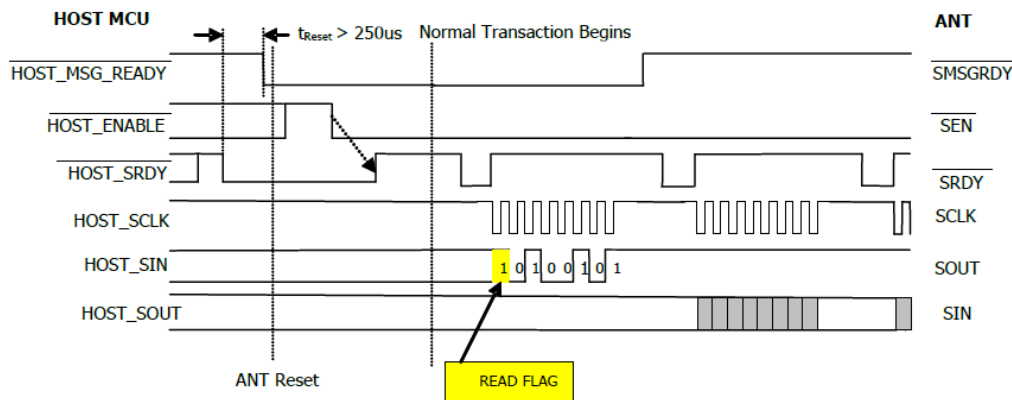 HOST MCU
tReset > 250us Normal Transaction Begins
ANT
HOST_MSG_READY
SMSGRDY
HOST_ENABLE
SEN
HOST_SRDY
SRDY
HOST_SCLK
SCLK
HOST_SIN
1 0 1 0 0 1 0 1
SOUT
HOST_SOUT
SIN
ANT Reset
READ FLAG